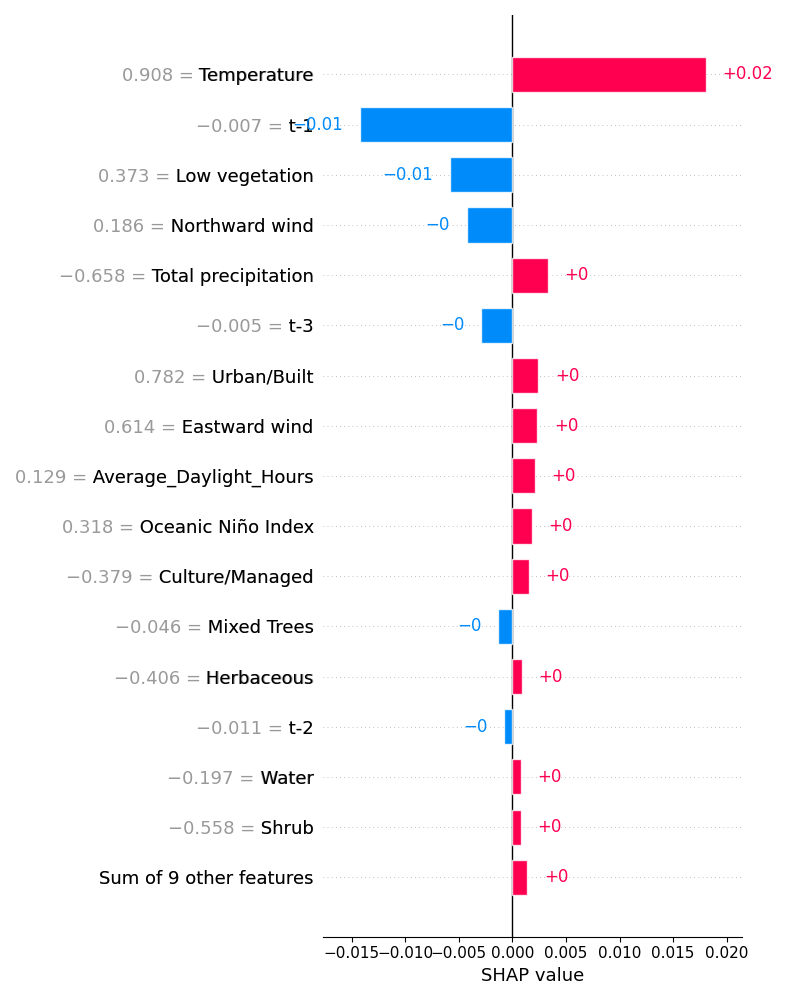 0.908 = Temperature +0.02
−0.007 = t-1 −0.01
0.373 = Low vegetation −0.01
0.186 = Northward wind −0
−0.658 = Total precipitation +0
−0.005 = t-3 −0
0.782 = Urban/Built +0
0.614 = Eastward wind +0
0.129 = Average_Daylight_Hours +0
0.318 = Oceanic Niño Index +0
−0.379 = Culture/Managed +0
−0.046 = Mixed Trees −0
−0.406 = Herbaceous +0
−0.011 = t-2 −0
−0.197 = Water +0
−0.558 = Shrub +0
Sum of 9 other features +0
−0.015 −0.010 −0.005 0.000 0.005 0.010 0.015 0.020
SHAP value